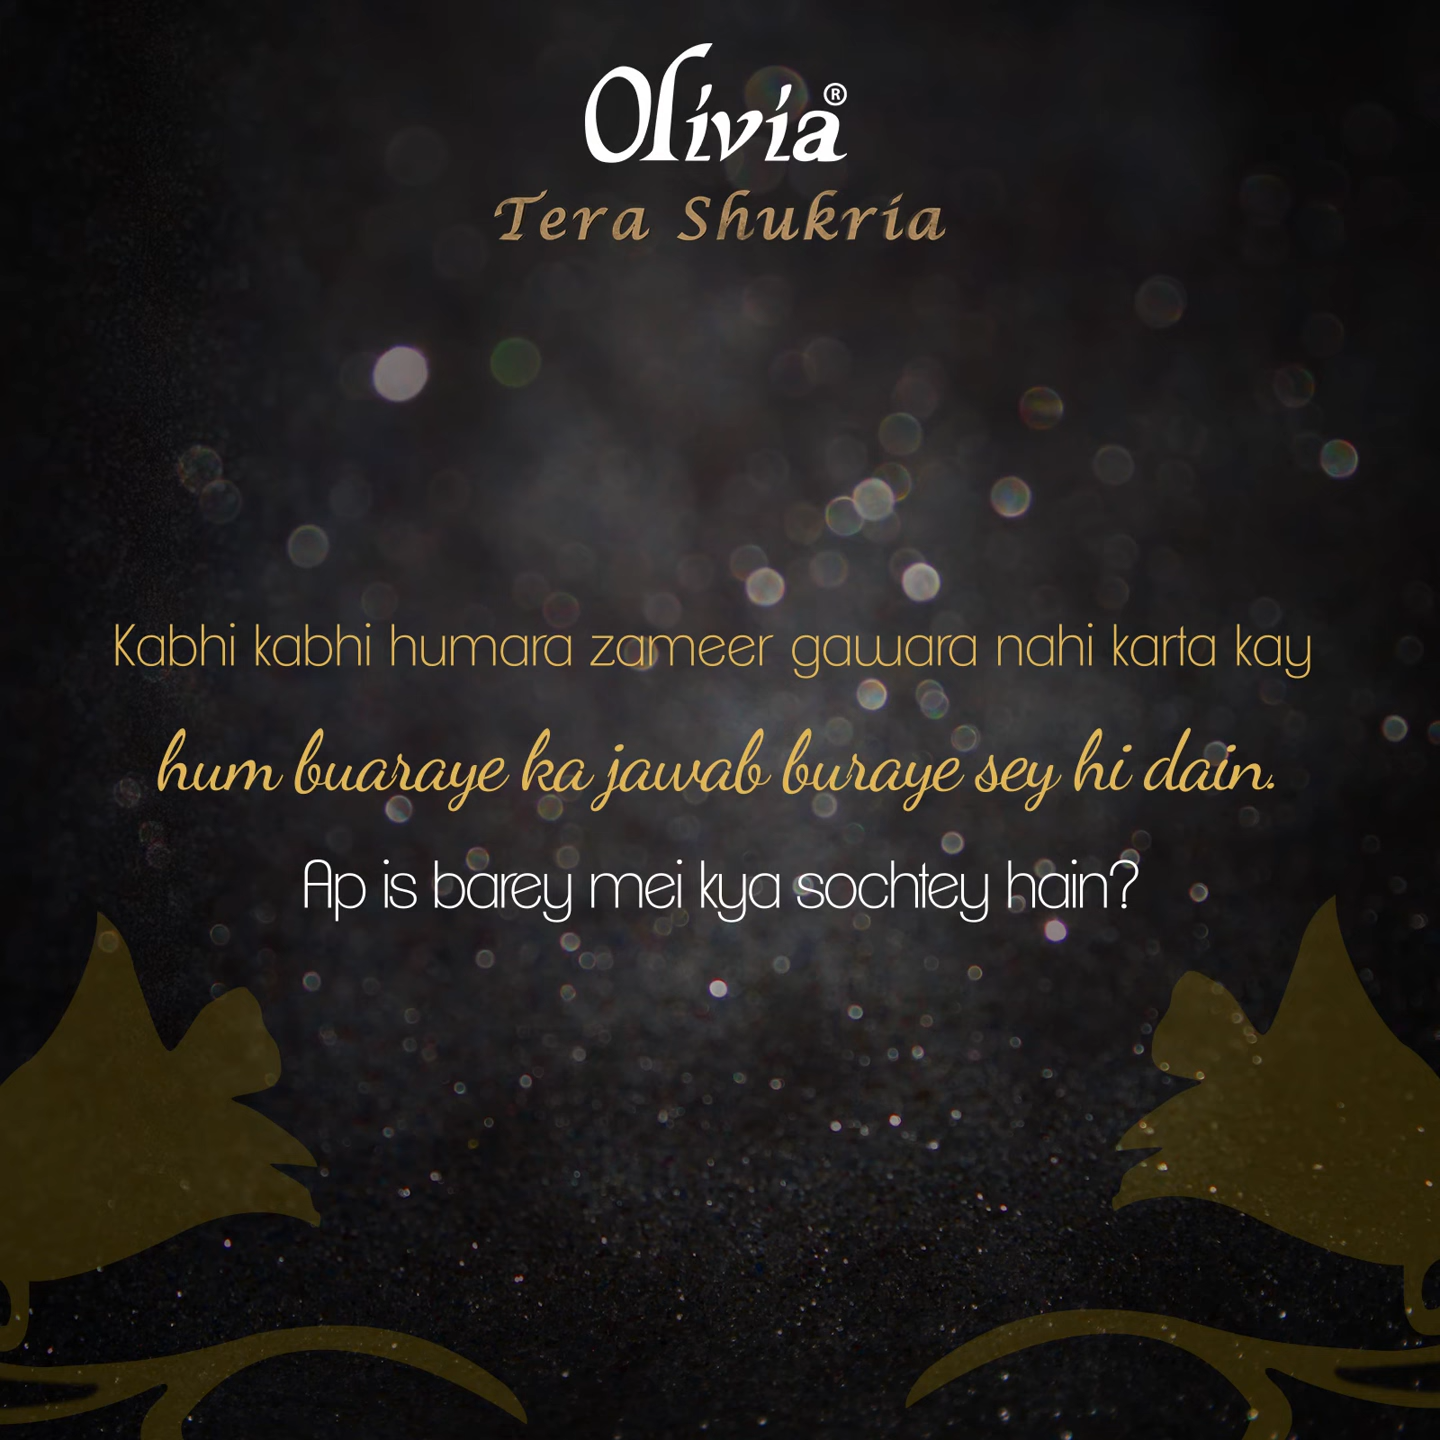 Olivia®
Tera Shukria
Kabhi kabhi humara zameer gawara nahi karta kay
hum buaraye ka jawab buraye sey hi dain.
Ap is barey mei kya sochtey hain?